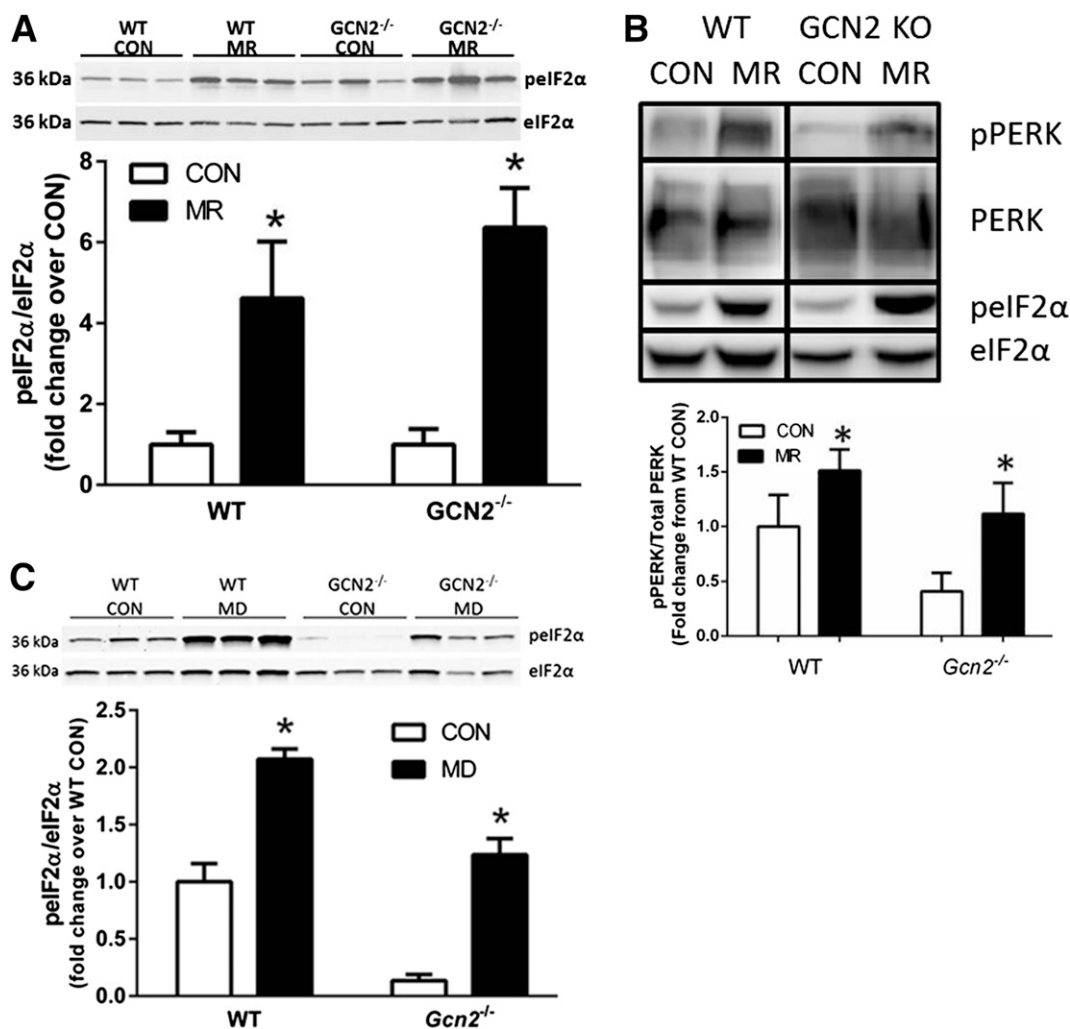 A
WT WT GCN2-/- GCN2-/-
CON MR CON MR
36 kDa peIF2α
36 kDa eIF2α
8
CON
MR
* *
6
4
2
0
peIF2α/eIF2α
(fold change over CON)
WT GCN2-/-
B
WT GCN2 KO
CON MR CON MR
pPERK
PERK
peIF2α
eIF2α
2.0
CON
MR
* *
1.5
1.0
0.5
0.0
pPERK/Total PERK
(Fold change from WT CON)
WT Gcn2-/-
C
WT WT GCN2-/- GCN2-/-
CON MD CON MD
36 kDa peIF2α
36 kDa eIF2α
2.5
CON
MD
* *
2.0
1.5
1.0
0.5
0.0
peIF2α/eIF2α
(fold change over WT CON)
WT Gcn2-/-